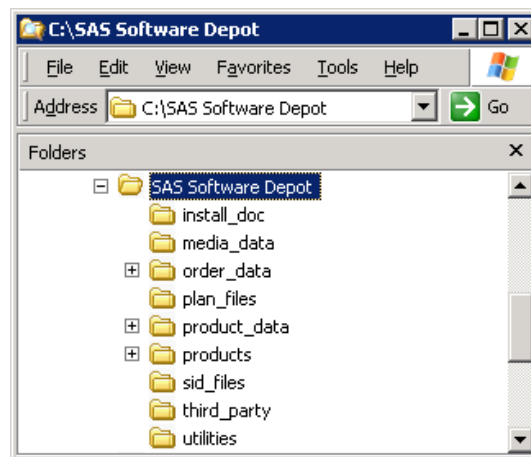 C:\SAS Software Depot
File Edit View Favorites Tools Help
Address C:\SAS Software Depot Go
Folders
SAS Software Depot
install_doc
media_data
order_data
plan_files
product_data
products
sid_files
third_party
utilities